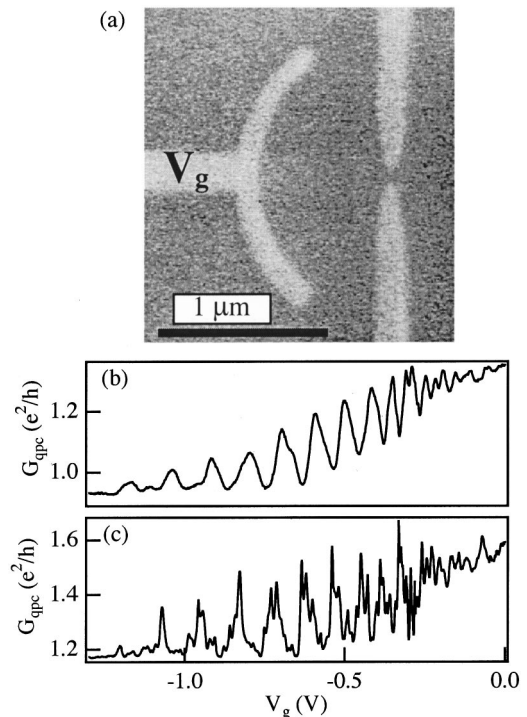 (a)
Vg
1 μm
(b)
1.2
1.0
Gqpc (e²/h)
(c)
1.6
1.4
1.2
Gqpc (e²/h)
-1.0 -0.5 0.0
Vg (V)